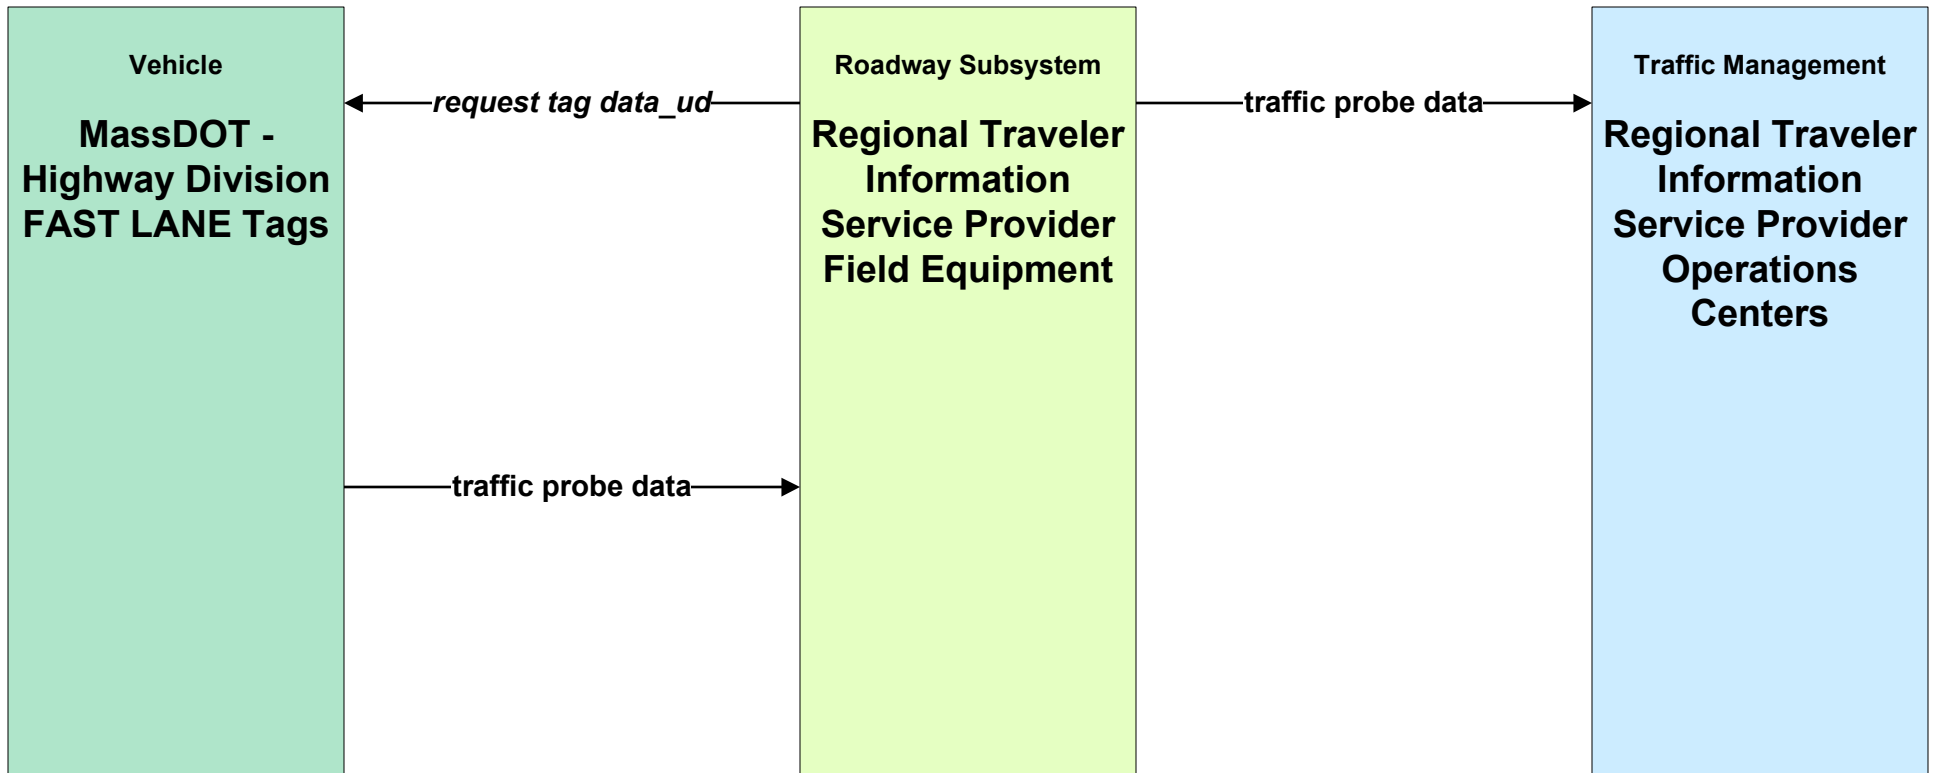 Vehicle
MassDOT -
Highway Division
FAST LANE Tags
request tag data_ud
traffic probe data
Roadway Subsystem
Regional Traveler
Information
Service Provider
Field Equipment
traffic probe data
Traffic Management
Regional Traveler
Information
Service Provider
Operations
Centers